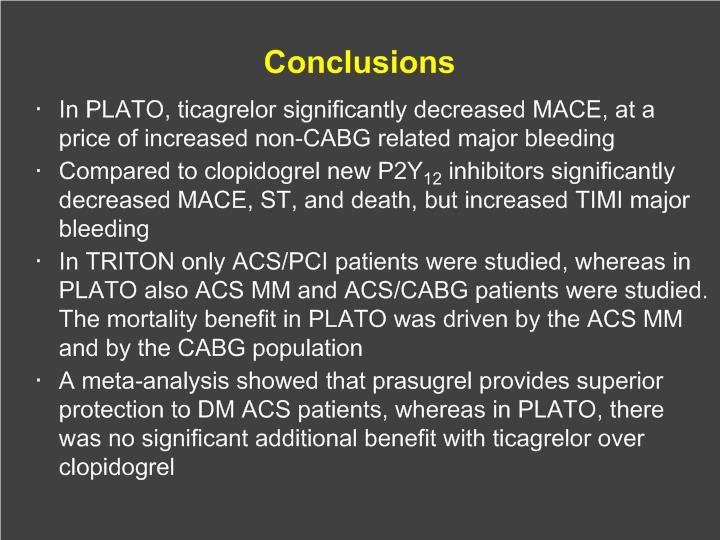 Conclusions
· In PLATO, ticagrelor significantly decreased MACE, at a
price of increased non-CABG related major bleeding
· Compared to clopidogrel new P2Y12 inhibitors significantly
decreased MACE, ST, and death, but increased TIMI major
bleeding
· In TRITON only ACS/PCI patients were studied, whereas in
PLATO also ACS MM and ACS/CABG patients were studied.
The mortality benefit in PLATO was driven by the ACS MM
and by the CABG population
· A meta-analysis showed that prasugrel provides superior
protection to DM ACS patients, whereas in PLATO, there
was no significant additional benefit with ticagrelor over
clopidogrel